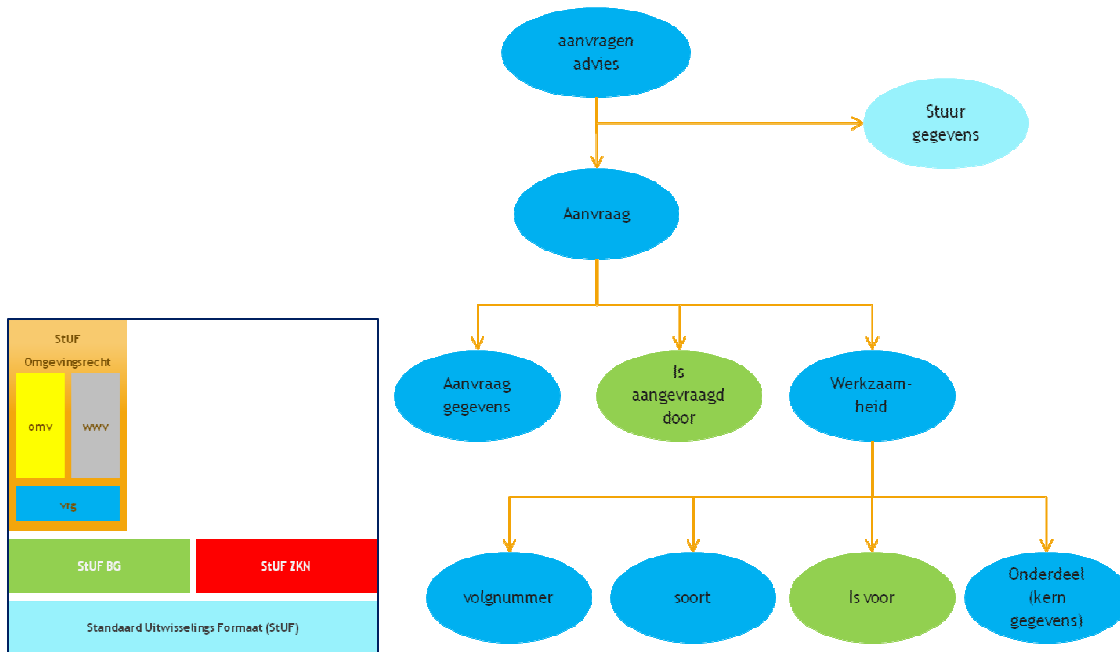 aanvragen
advies
Stuur
gegevens
Aanvraag
Aanvraag
gegevens
Is
aangevraagd
door
Werkzaam-
heid
volgnummer
soort
Is voor
Onderdeel
(kern
gegevens)
StUF
Omgevingsrecht
omv
wwv
vrg
StUF BG
StUF ZKN
Standaard Uitwisselings Formaat (StUF)